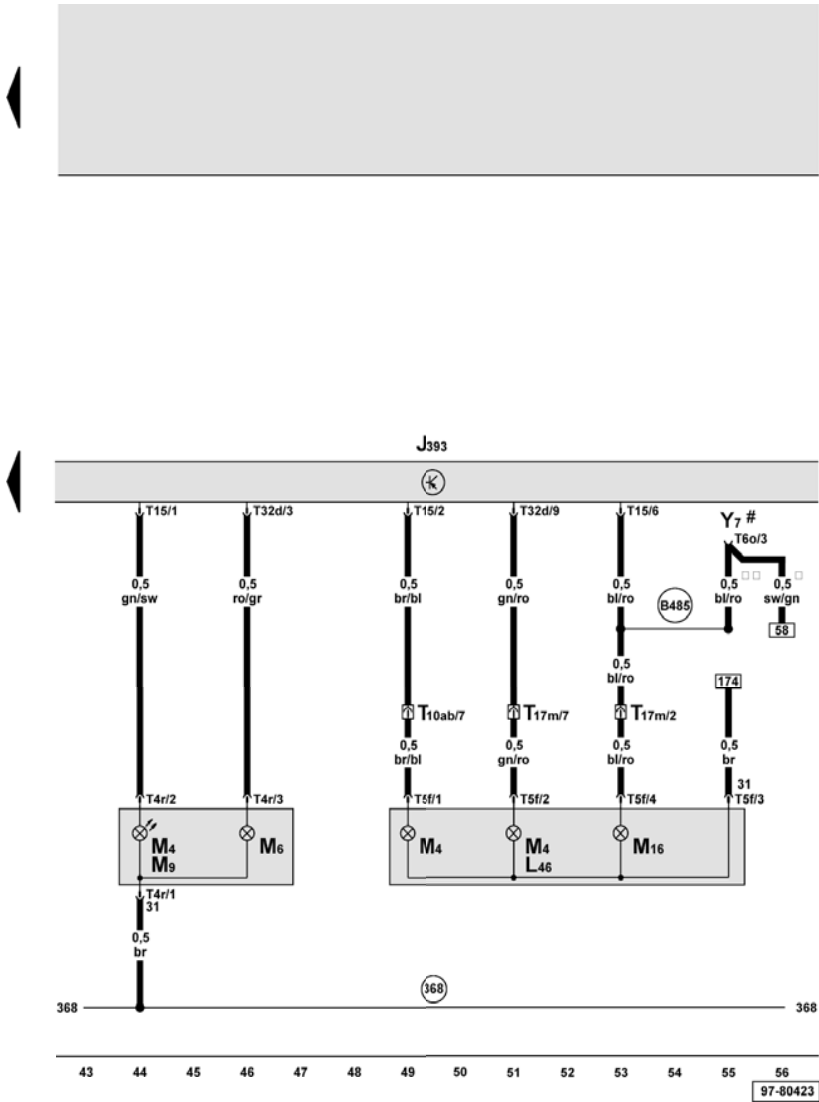 J393
T15/1 T32d/3 T15/2 T32d/9 T15/6
Y7 #
T6o/3
0,5 0,5 0,5 0,5 0,5 0,5 0,5
gn/sw ro/gr br/bl gn/ro bl/ro bl/ro sw/gn
B485
58
0,5
bl/ro
174
T10ab/7 T17m/7 T17m/2
0,5 0,5 0,5 0,5
br/bl gn/ro bl/ro br
31
T4r/2 T4r/3 T5f/1 T5f/2 T5f/4 T5f/3
M4 M6 M4 M4 M16
M9 L46
T4r/1
31
0,5
br
368
368 368
43 44 45 46 47 48 49 50 51 52 53 54 55 56
97-80423